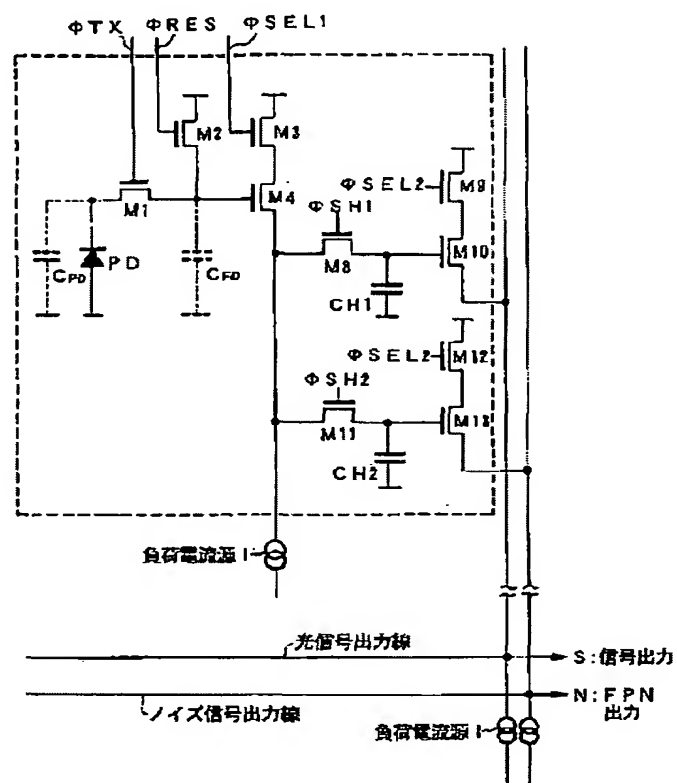 ΦTX ΦRES ΦSEL1
M2 M3
M1 M4
ΦSEL2 M9
ΦSH1
M8 M10
CPD PD CFD
CH1
ΦSEL2 M12
ΦSH2
M11 M13
CH2
負荷電流源 I
光信号出力線
S:信号出力
N:FPN
出力
ノイズ信号出力線
負荷電流源 I